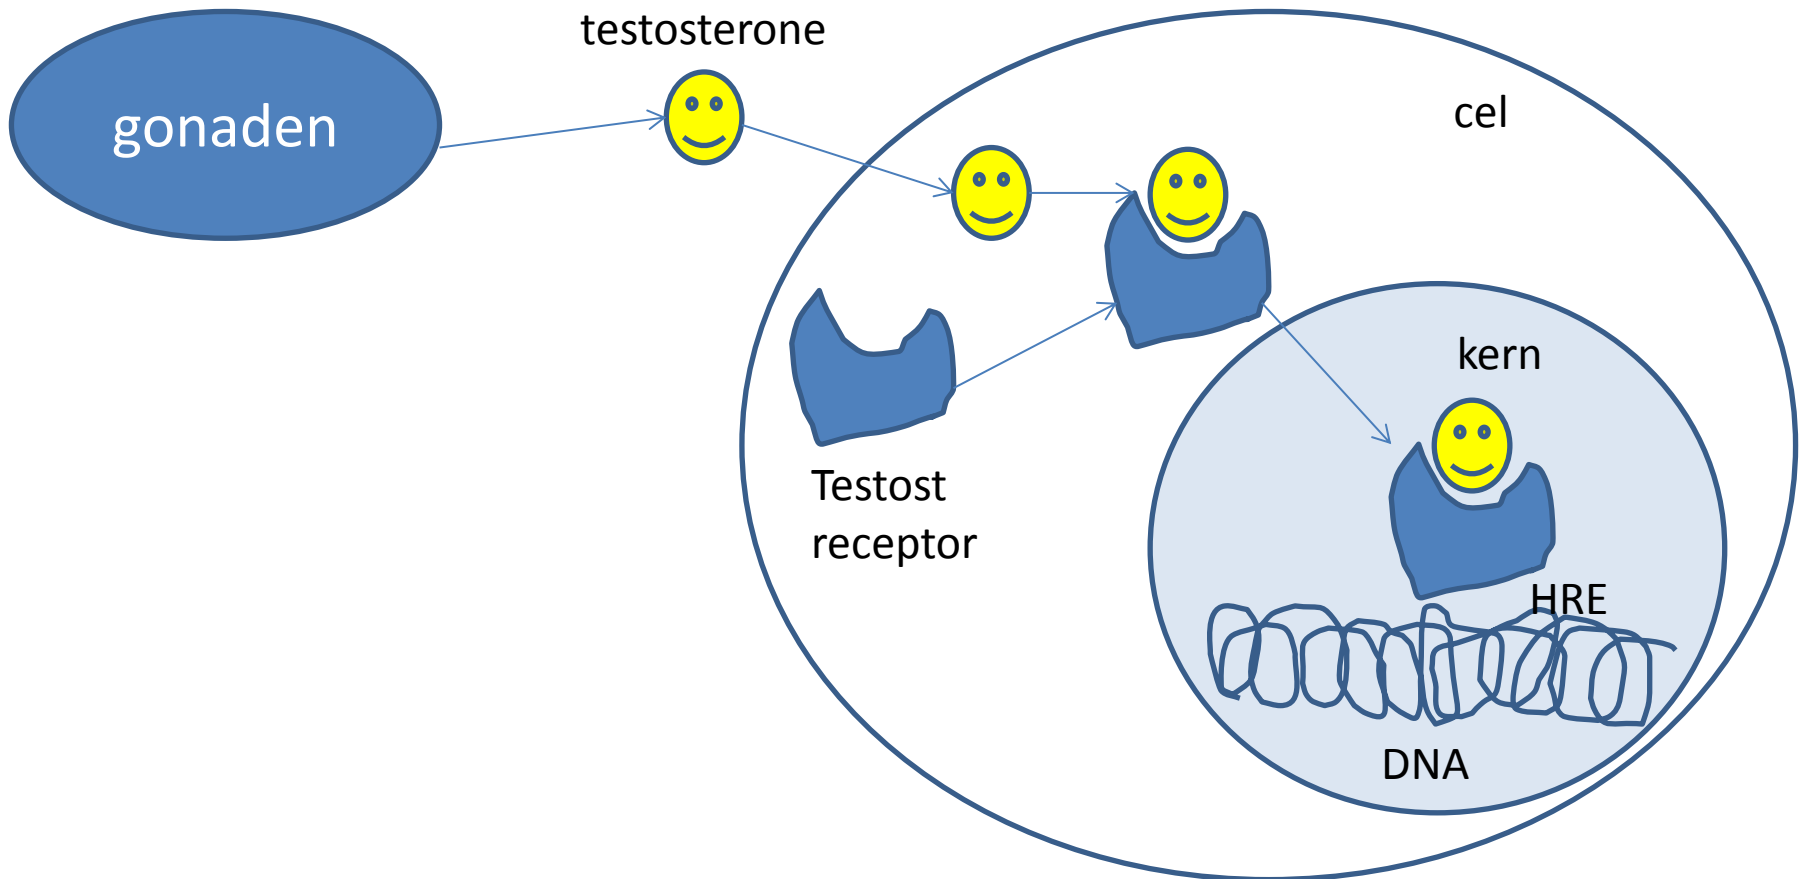 testosterone
gonaden
cel
kern
Testost
receptor
HRE
DNA